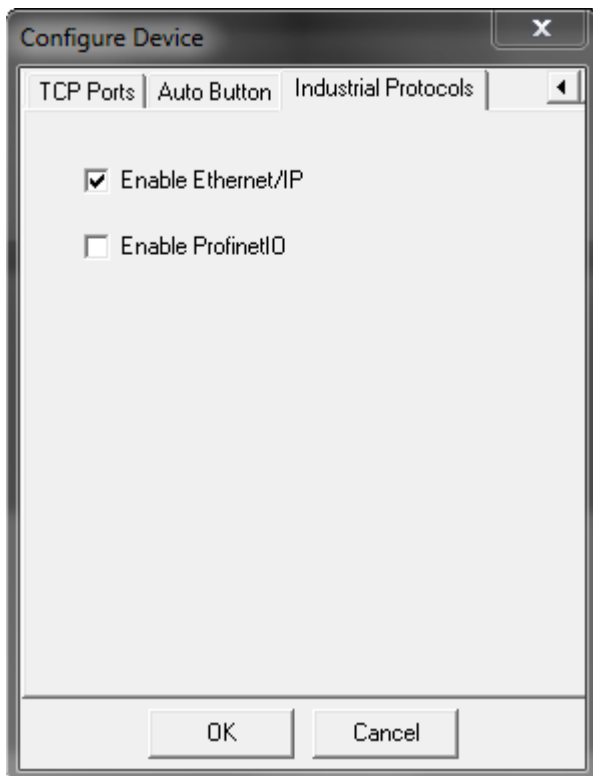 Configure Device
TCP Ports Auto Button Industrial Protocols
Enable Ethernet/IP
Enable ProfinetIO
OK Cancel